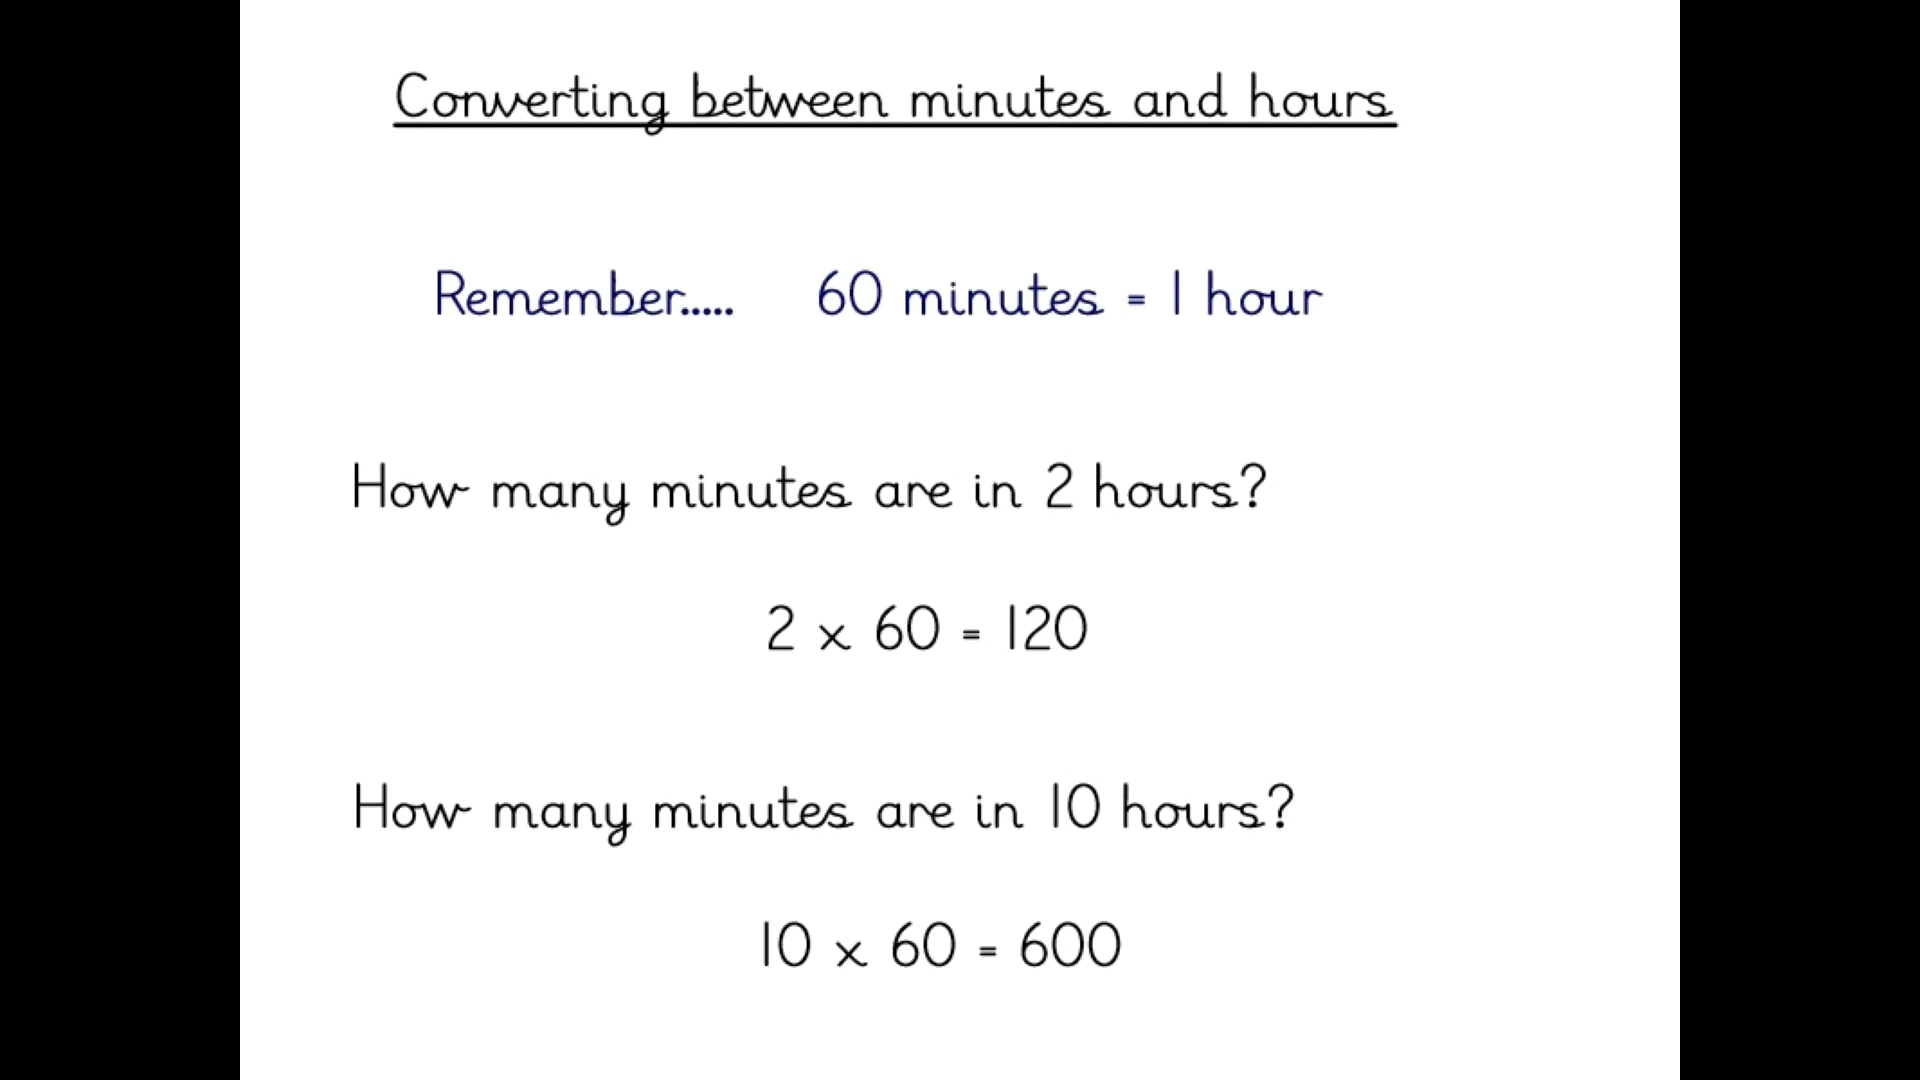 Converting between minutes and hours
Remember..... 60 minutes = 1 hour
How many minutes are in 2 hours?
2 x 60 = 120
How many minutes are in 10 hours?
10 x 60 = 600